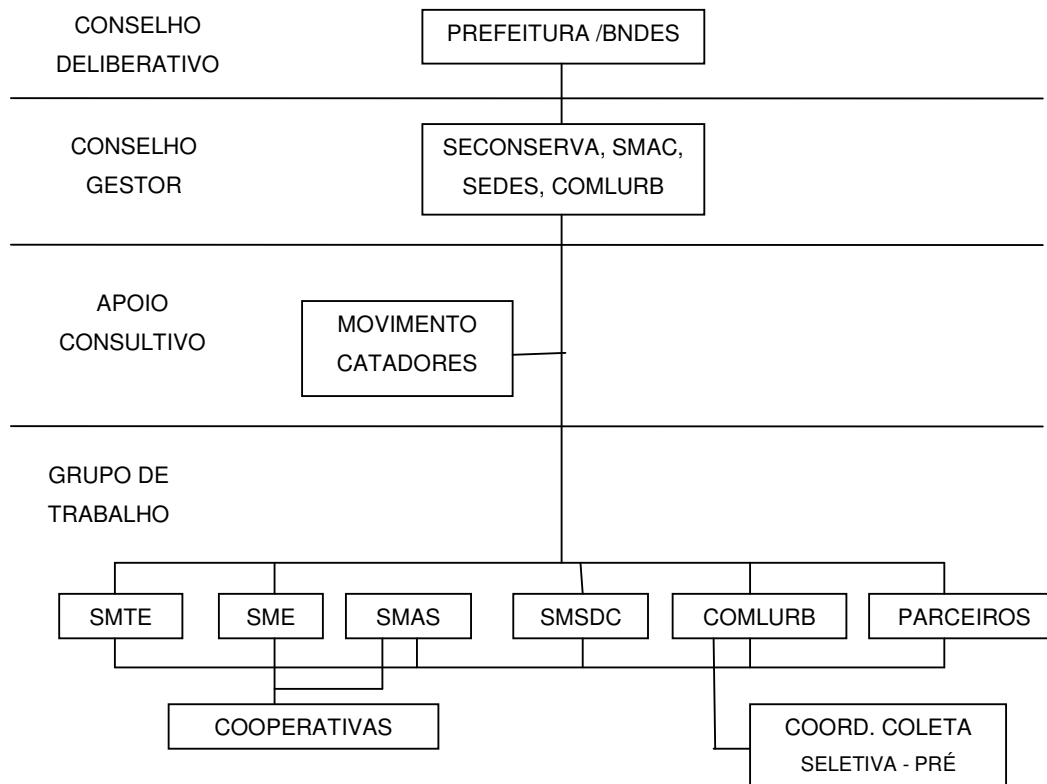 CONSELHO
DELIBERATIVO
PREFEITURA /BNDES
CONSELHO
GESTOR
SECONSERVA, SMAC,
SEDES, COMLURB
APOIO
CONSULTIVO
MOVIMENTO
CATADORES
GRUPO DE
TRABALHO
SMTE
SME
SMAS
SMSDC
COMLURB
PARCEIROS
COOPERATIVAS
COORD. COLETA
SELETIVA - PRÉ